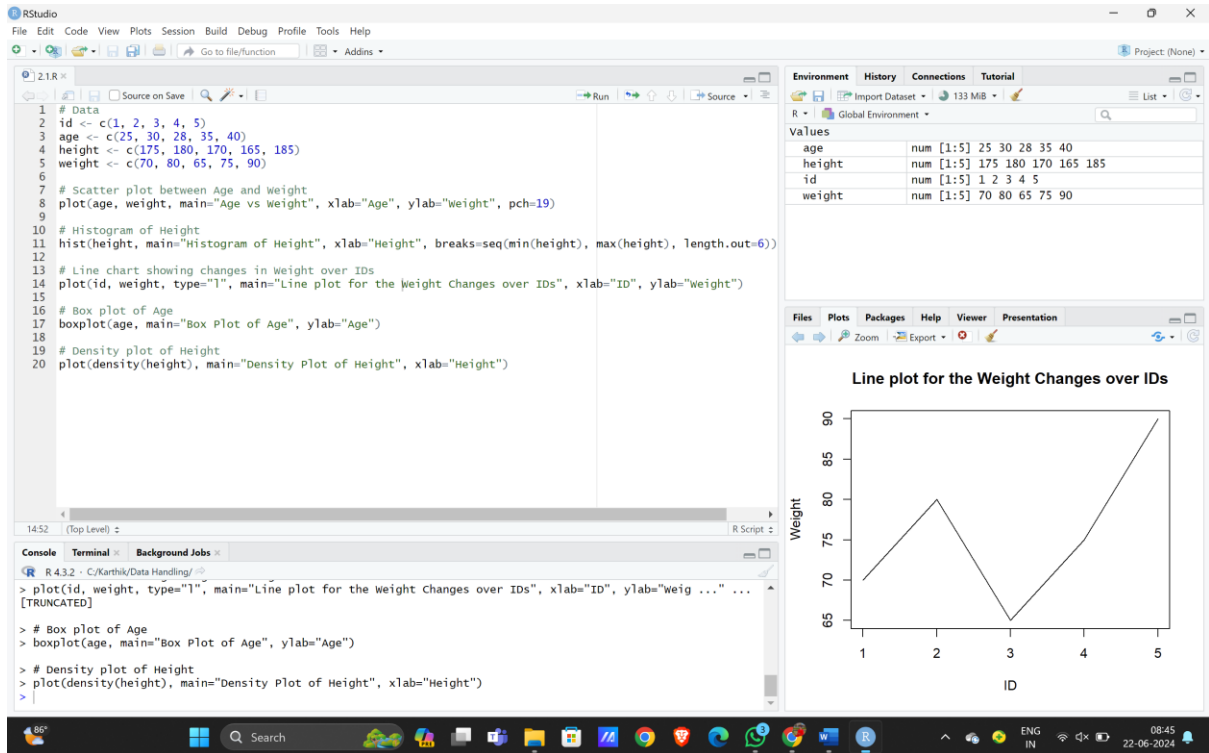 RStudio
File Edit Code View Plots Session Build Debug Profile Tools Help
Go to file/function Addins Project: (None)
2.1.R
Source on Save Run Source
1 # Data
2 id <- c(1, 2, 3, 4, 5)
3 age <- c(25, 30, 28, 35, 40)
4 height <- c(175, 180, 170, 165, 185)
5 weight <- c(70, 80, 65, 75, 90)
6
7 # Scatter plot between Age and Weight
8 plot(age, weight, main="Age vs Weight", xlab="Age", ylab="Weight", pch=19)
9
10 # Histogram of Height
11 hist(height, main="Histogram of Height", xlab="Height", breaks=seq(min(height), max(height), length.out=6))
12
13 # Line chart showing changes in Weight over IDs
14 plot(id, weight, type="l", main="Line plot for the Weight Changes over IDs", xlab="ID", ylab="Weight")
15
16 # Box plot of Age
17 boxplot(age, main="Box Plot of Age", ylab="Age")
18
19 # Density plot of Height
20 plot(density(height), main="Density Plot of Height", xlab="Height")
14:52 (Top Level) R Script
Console Terminal Background Jobs
R 4.3.2 · C:/Karthik/Data Handling/
> plot(id, weight, type="l", main="Line plot for the Weight Changes over IDs", xlab="ID", ylab="Weig ..." ...
[TRUNCATED]
> # Box plot of Age
> boxplot(age, main="Box Plot of Age", ylab="Age")
> # Density plot of Height
> plot(density(height), main="Density Plot of Height", xlab="Height")
>
Environment History Connections Tutorial
Import Dataset 133 MiB List
R Global Environment
Values
age num [1:5] 25 30 28 35 40
height num [1:5] 175 180 170 165 185
id num [1:5] 1 2 3 4 5
weight num [1:5] 70 80 65 75 90
Files Plots Packages Help Viewer Presentation
Zoom Export
Line plot for the Weight Changes over IDs
Weight
90
85
80
75
70
65
1 2 3 4 5
ID
86°
Search
3
ENG
IN
08:45
22-06-2024